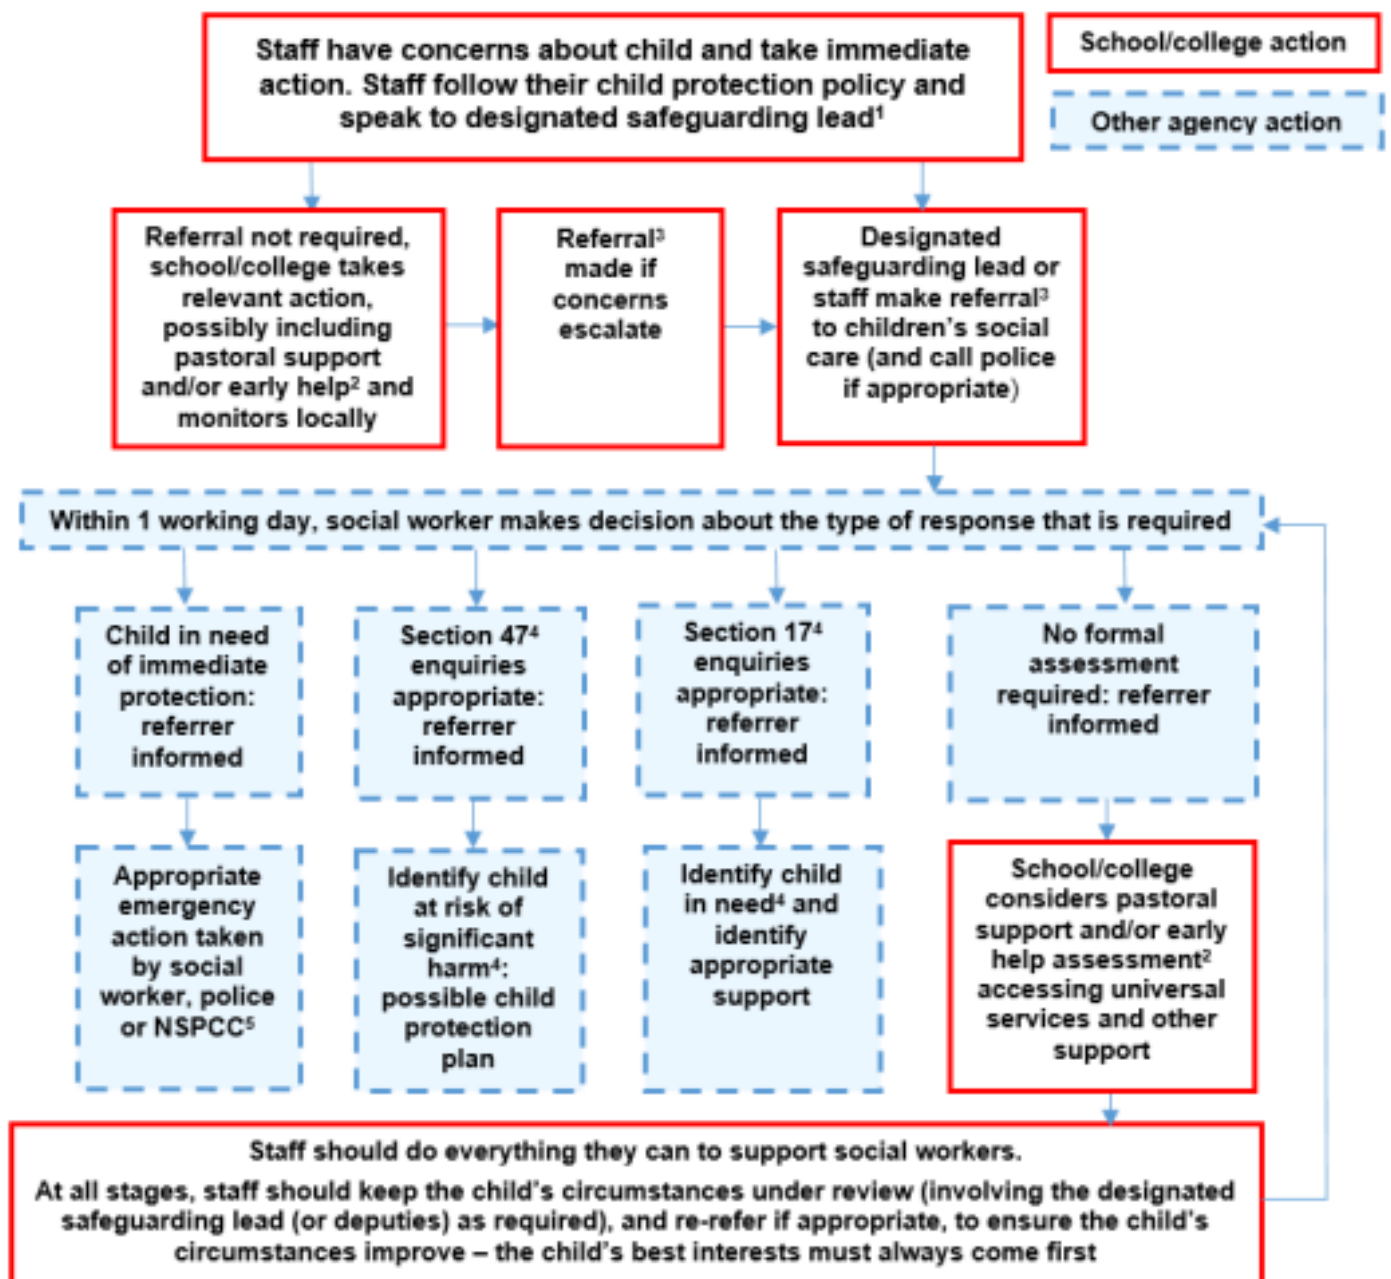 Staff have concerns about child and take immediate
action. Staff follow their child protection policy and
speak to designated safeguarding lead¹
School/college action
Other agency action
Referral not required,
school/college takes
relevant action,
possibly including
pastoral support
and/or early help² and
monitors locally
Referral³
made if
concerns
escalate
Designated
safeguarding lead or
staff make referral³
to children's social
care (and call police
if appropriate)
Within 1 working day, social worker makes decision about the type of response that is required
Child in need
of immediate
protection:
referrer
informed
Section 47⁴
enquiries
appropriate:
referrer
informed
Section 17⁴
enquiries
appropriate:
referrer
informed
No formal
assessment
required: referrer
informed
Appropriate
emergency
action taken
by social
worker, police
or NSPCC⁵
Identify child
at risk of
significant
harm⁴:
possible child
protection
plan
Identify child
in need⁴ and
identify
appropriate
support
School/college
considers pastoral
support and/or early
help assessment²
accessing universal
services and other
support
Staff should do everything they can to support social workers.
At all stages, staff should keep the child's circumstances under review (involving the designated
safeguarding lead (or deputies) as required), and re-refer if appropriate, to ensure the child's
circumstances improve – the child's best interests must always come first